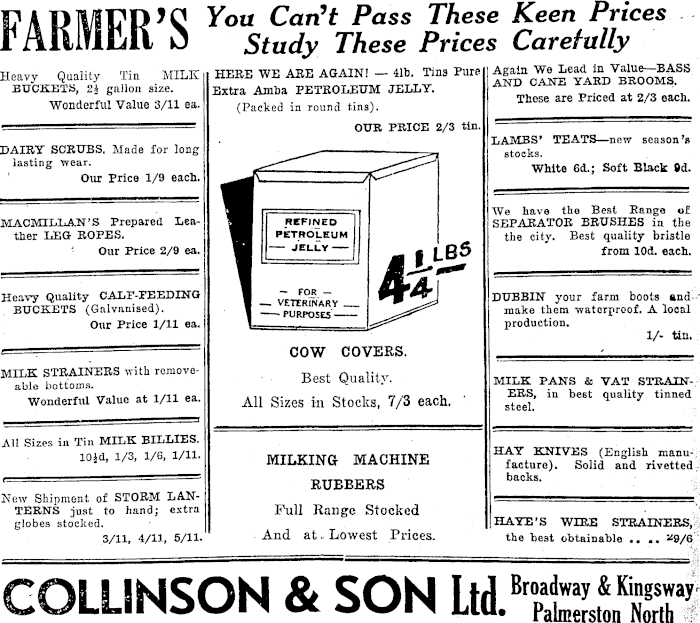 FARMER'S
You Can't Pass These Keen Prices
Study These Prices Carefully
Heavy Quality Tin MILK
BUCKETS, 2½ gallon size.
Wonderful Value 3/11 ea.
DAIRY SCRUBS. Made for long
lasting wear.
Our Price 1/9 each.
MACMILLAN'S Prepared Lea-
ther LEG ROPES.
Our Price 2/9 ea.
Heavy Quality CALF-FEEDING
BUCKETS (Galvanised).
Our Price 1/11 ea.
MILK STRAINERS with remove-
able bottoms.
Wonderful Value at 1/11 ea.
All Sizes in Tin MILK BILLIES.
10½d, 1/3, 1/6, 1/11.
New Shipment of STORM LAN-
TERNS just to hand; extra
globes stocked.
3/11, 4/11, 5/11.
HERE WE ARE AGAIN! — 4lb. Tins Pure
Extra Amba PETROLEUM JELLY.
(Packed in round tins).
OUR PRICE 2/3 tin.
REFINED
PETROLEUM
JELLY
FOR
VETERINARY
PURPOSES
4 1/4 LBS
COW COVERS.
Best Quality.
All Sizes in Stocks, 7/3 each.
MILKING MACHINE
RUBBERS
Full Range Stocked
And at Lowest Prices.
Again We Lead in Value—BASS
AND CANE YARD BROOMS.
These are Priced at 2/3 each.
LAMBS' TEATS—new season's
stocks.
White 6d.; Soft Black 9d.
We have the Best Range of
SEPARATOR BRUSHES in the
the city. Best quality bristle
from 10d. each.
DUBBIN your farm boots and
make them waterproof. A local
production.
1/- tin.
MILK PANS & VAT STRAIN-
ERS, in best quality tinned
steel.
HAY KNIVES (English manu-
facture). Solid and rivetted
backs.
HAYE'S WIRE STRAINERS,
the best obtainable .. .. 29/6
COLLINSON & SON Ltd.
Broadway & Kingsway
Palmerston North